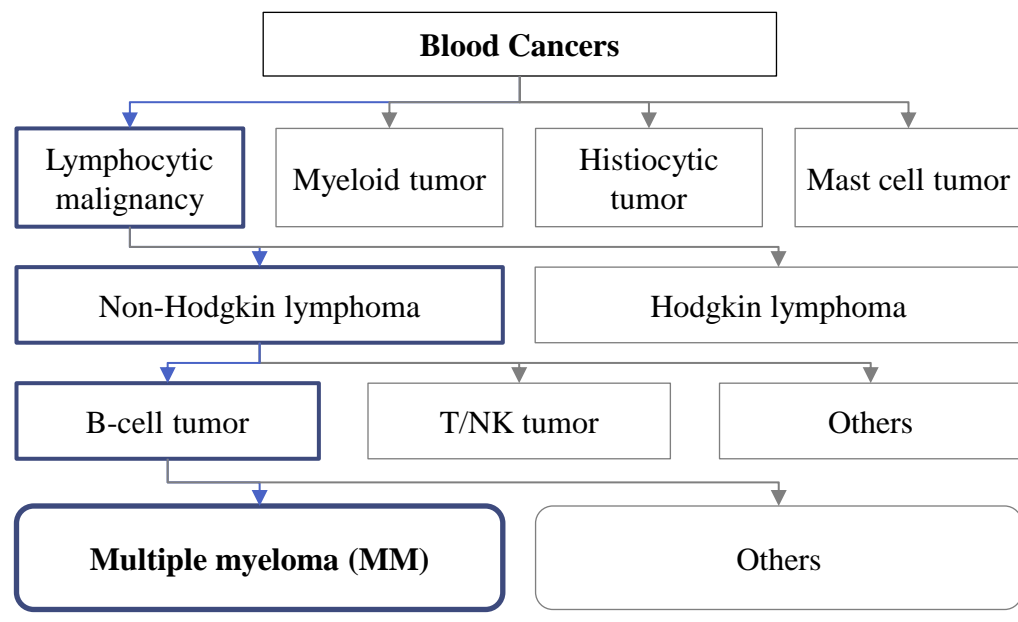 Blood Cancers
Lymphocytic
malignancy
Myeloid tumor
Histiocytic
tumor
Mast cell tumor
Non-Hodgkin lymphoma
Hodgkin lymphoma
B-cell tumor
T/NK tumor
Others
Multiple myeloma (MM)
Others